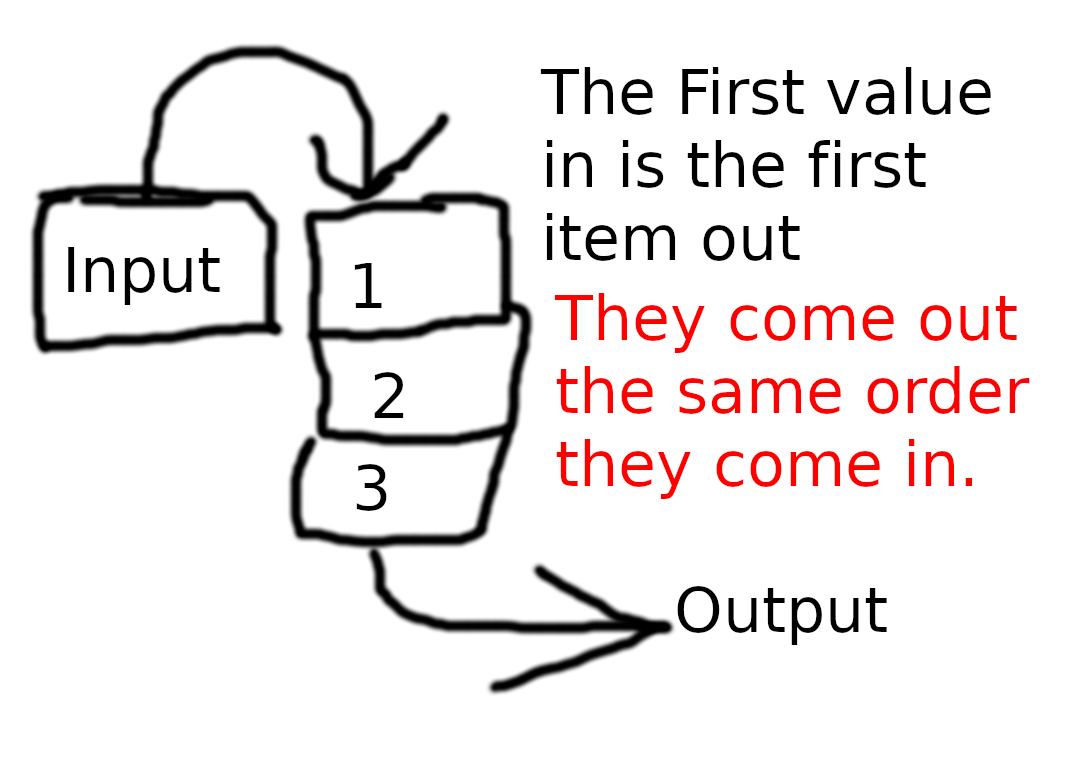 The First value
in is the first
item out
Input
1
They come out
the same order
they come in.
2
3
Output